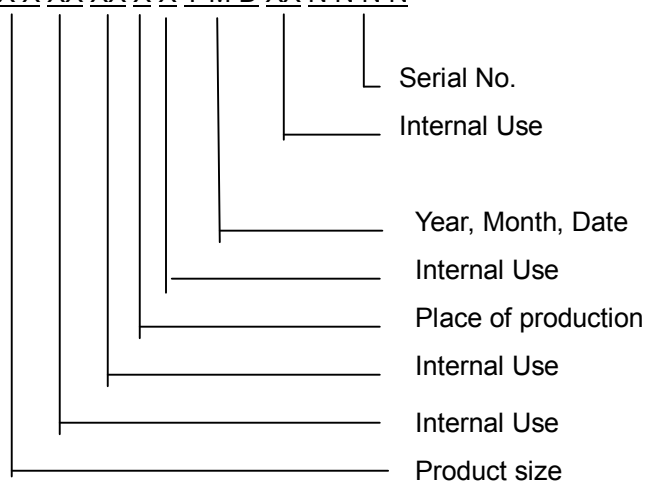 Serial No.
Internal Use
Year, Month, Date
Internal Use
Place of production
Internal Use
Internal Use
Product size